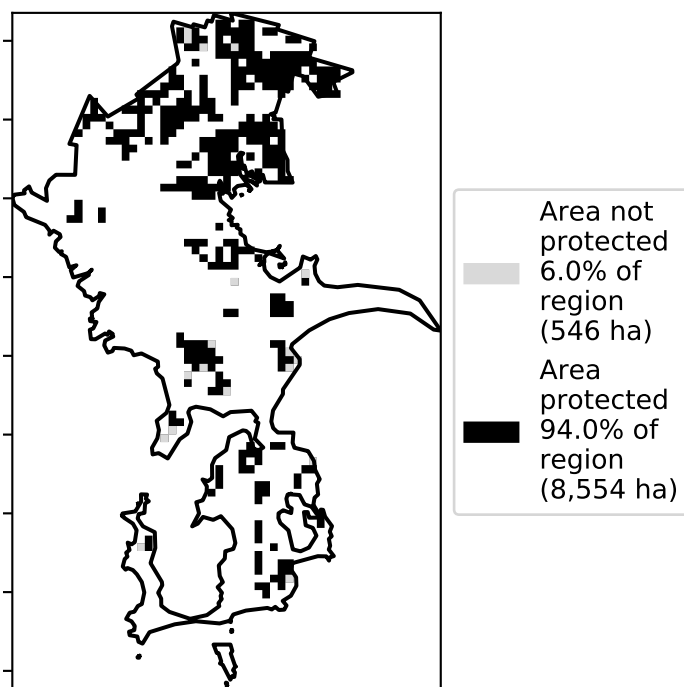 Area not
protected
6.0% of
region
(546 ha)
Area
protected
94.0% of
region
(8,554 ha)